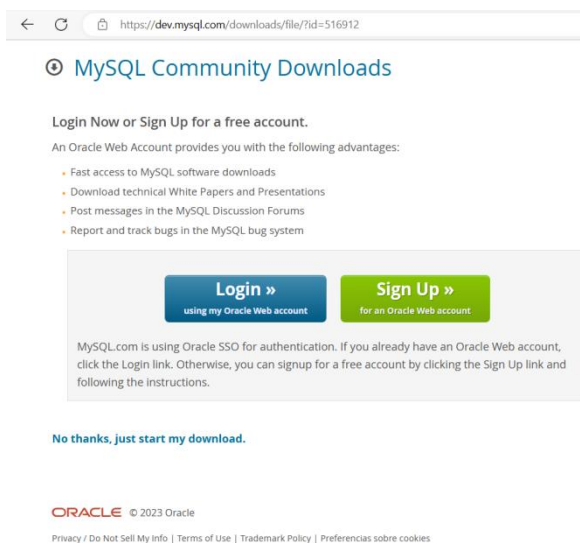 https://dev.mysql.com/downloads/file/?id=516912
MySQL Community Downloads
Login Now or Sign Up for a free account.
An Oracle Web Account provides you with the following advantages:
Fast access to MySQL software downloads
Download technical White Papers and Presentations
Post messages in the MySQL Discussion Forums
Report and track bugs in the MySQL bug system
Login » Sign Up »
using my Oracle Web account for an Oracle Web account
MySQL.com is using Oracle SSO for authentication. If you already have an Oracle Web account,
click the Login link. Otherwise, you can signup for a free account by clicking the Sign Up link and
following the instructions.
No thanks, just start my download.
ORACLE © 2023 Oracle
Privacy / Do Not Sell My Info | Terms of Use | Trademark Policy | Preferencias sobre cookies